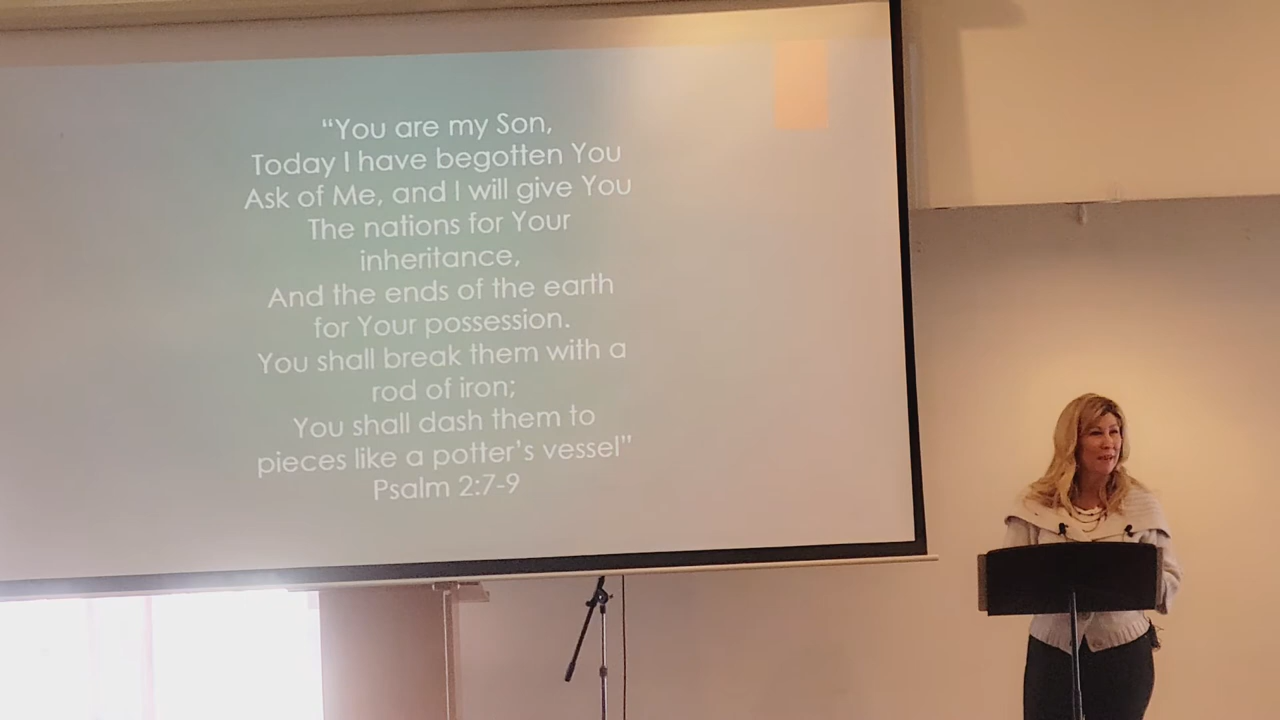 “You are my Son,
Today I have begotten You
Ask of Me, and I will give You
The nations for Your
inheritance,
And the ends of the earth
for Your possession.
You shall break them with a
rod of iron;
You shall dash them to
pieces like a potter’s vessel”
Psalm 2:7-9